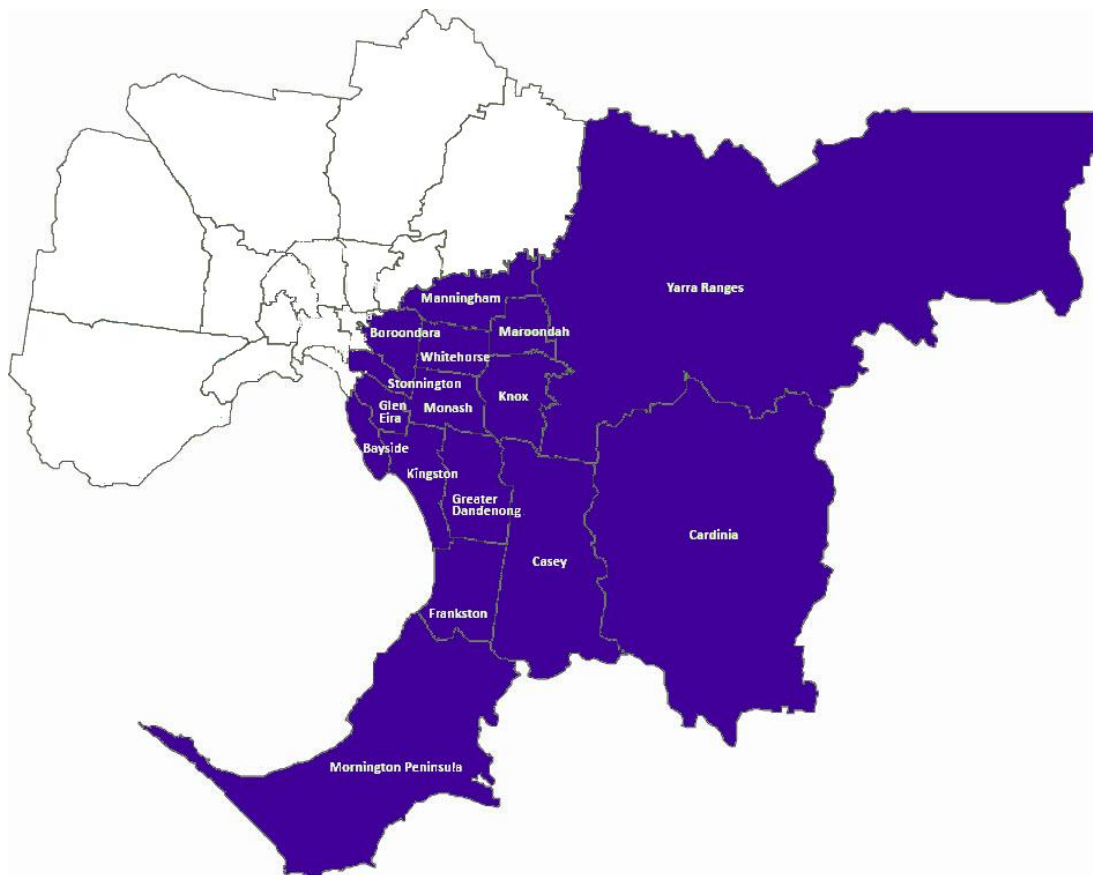 Yarra Ranges
Manningham
Boroondara
Maroondah
Whitehorse
Stonnington
Knox
Glen
Eira
Monash
Bayside
Kingston
Greater
Dandenong
Cardinia
Casey
Frankston
Mornington Peninsula